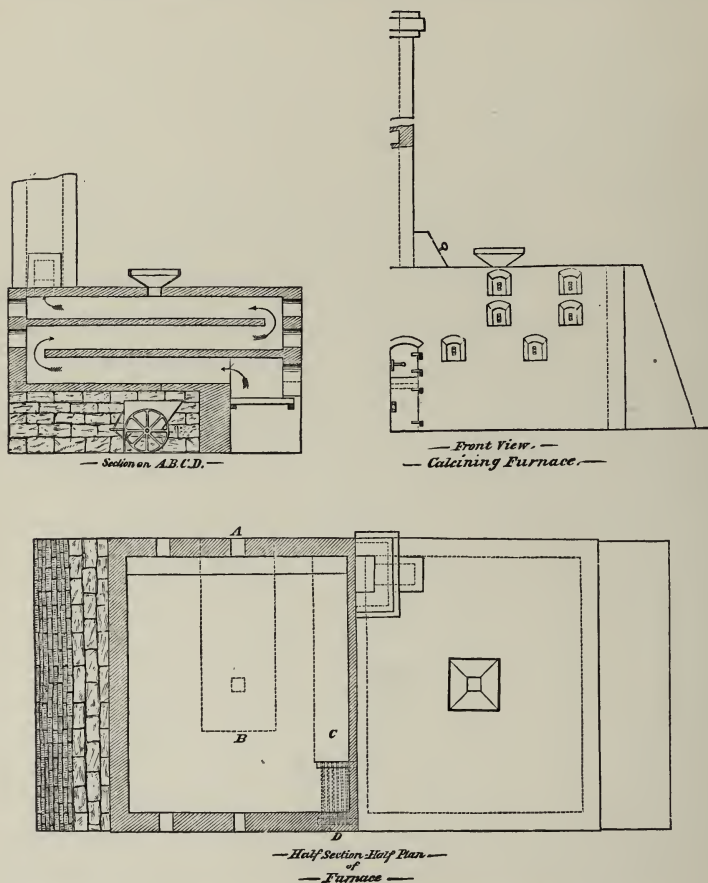 Section on A.B.C.D.
Front View.
Calcining Furnace.
A
B
C
D
Half Section-Half Plan
of
Furnace